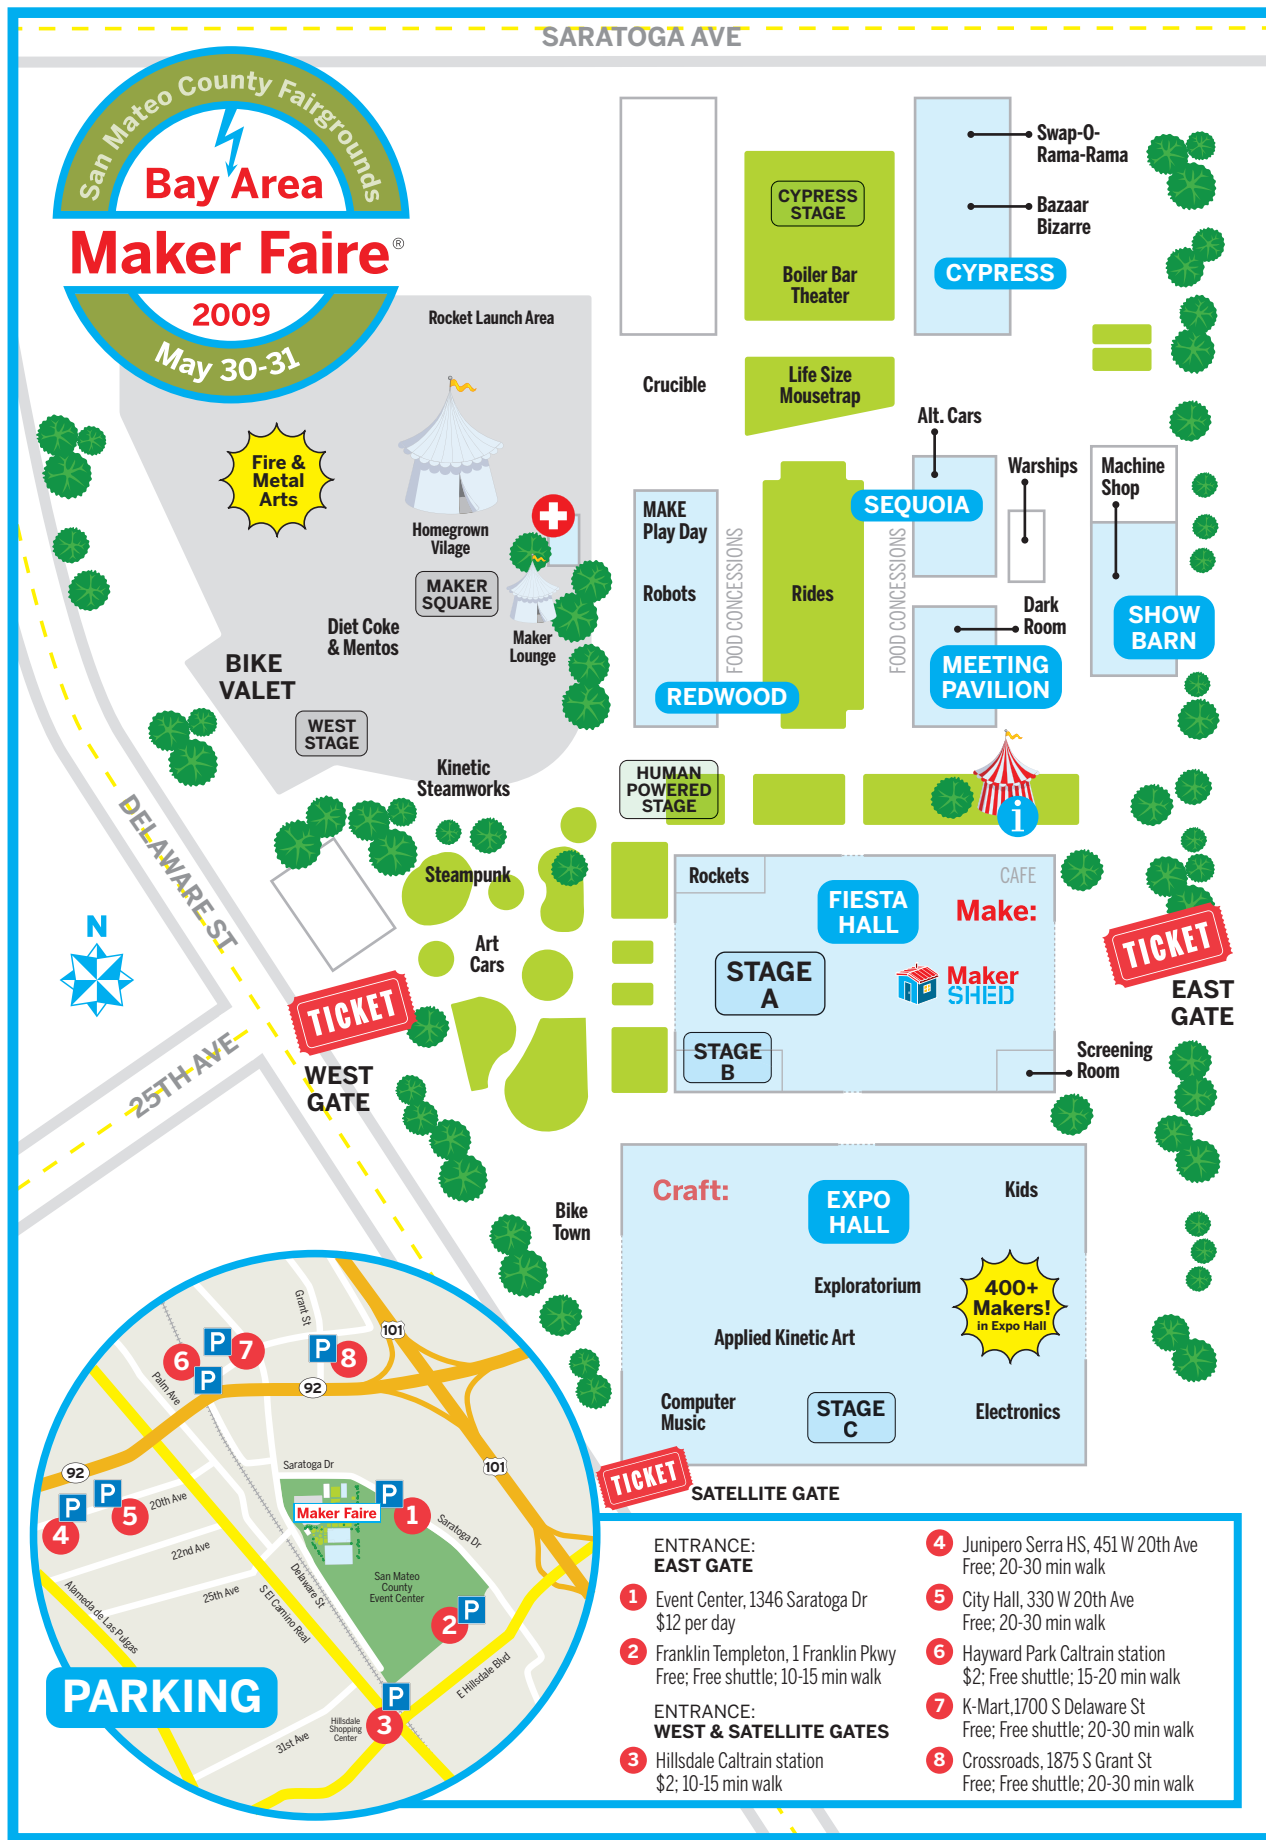 SARATOGA AVE
San Mateo County Fairgrounds
Bay Area
Maker Faire®
2009
May 30-31
Rocket Launch Area
Fire &
Metal
Arts
Homegrown
Vilage
MAKER
SQUARE
Maker
Lounge
Diet Coke
& Mentos
BIKE
VALET
WEST
STAGE
Kinetic
Steamworks
CYPRESS
STAGE
Boiler Bar
Theater
Swap-O-
Rama-Rama
Bazaar
Bizarre
CYPRESS
Crucible
Life Size
Mousetrap
Alt. Cars
SEQUOIA
Warships
Machine
Shop
SHOW
BARN
MAKE
Play Day
Robots
REDWOOD
FOOD CONCESSIONS
Rides
FOOD CONCESSIONS
Dark
Room
MEETING
PAVILION
HUMAN
POWERED
STAGE
i
DELAWARE ST
N
25TH AVE
Steampunk
Art
Cars
TICKET
WEST
GATE
Rockets
CAFE
FIESTA
HALL
Make:
STAGE
A
Maker
SHED
STAGE
B
Screening
Room
TICKET
EAST
GATE
Bike
Town
Craft:
EXPO
HALL
Kids
Exploratorium
400+
Makers!
in Expo Hall
Applied Kinetic Art
Computer
Music
STAGE
C
Electronics
TICKET
SATELLITE GATE
Grant St
101
P
7
P
8
6
P
Palm Ave
92
92
101
Saratoga Dr
P
P
5
4
20th Ave
Maker Faire
P
1
Saratoga Dr
22nd Ave
25th Ave
Delaware St
San Mateo
County
Event Center
S El Camino Real
Alameda de Las Pulgas
2
P
E Hillsdale Blvd
P
3
Hillsdale
Shopping
Center
31st Ave
PARKING
ENTRANCE:
EAST GATE
1 Event Center, 1346 Saratoga Dr
$12 per day
2 Franklin Templeton, 1 Franklin Pkwy
Free; Free shuttle; 10-15 min walk
ENTRANCE:
WEST & SATELLITE GATES
3 Hillsdale Caltrain station
$2; 10-15 min walk
4 Junipero Serra HS, 451 W 20th Ave
Free; 20-30 min walk
5 City Hall, 330 W 20th Ave
Free; 20-30 min walk
6 Hayward Park Caltrain station
$2; Free shuttle; 15-20 min walk
7 K-Mart,1700 S Delaware St
Free; Free shuttle; 20-30 min walk
8 Crossroads, 1875 S Grant St
Free; Free shuttle; 20-30 min walk